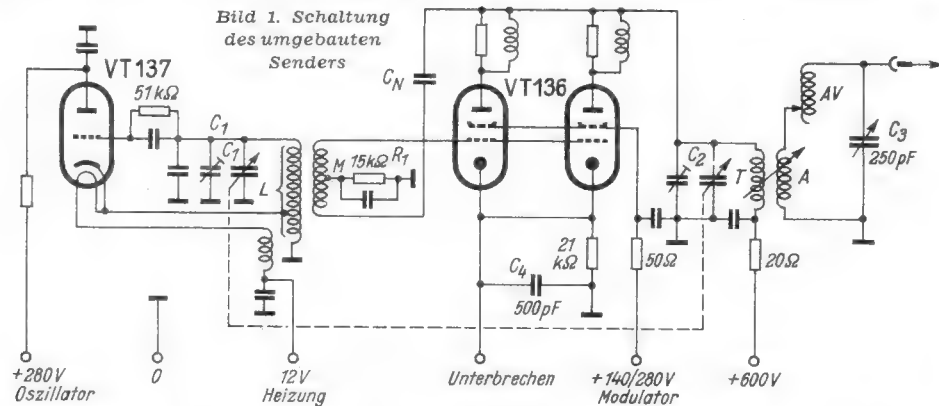 Bild 1. Schaltung
des umgebauten
Senders
VT137
51kΩ
C1
C1
L
CN
M 15kΩ R1
VT136
C4
500pF
21
kΩ
50Ω
C2
T
A
AV
C3
250pF
20Ω
+280V
Oszillator
0
12V
Heizung
Unterbrechen
+140/280V
Modulator
+600V